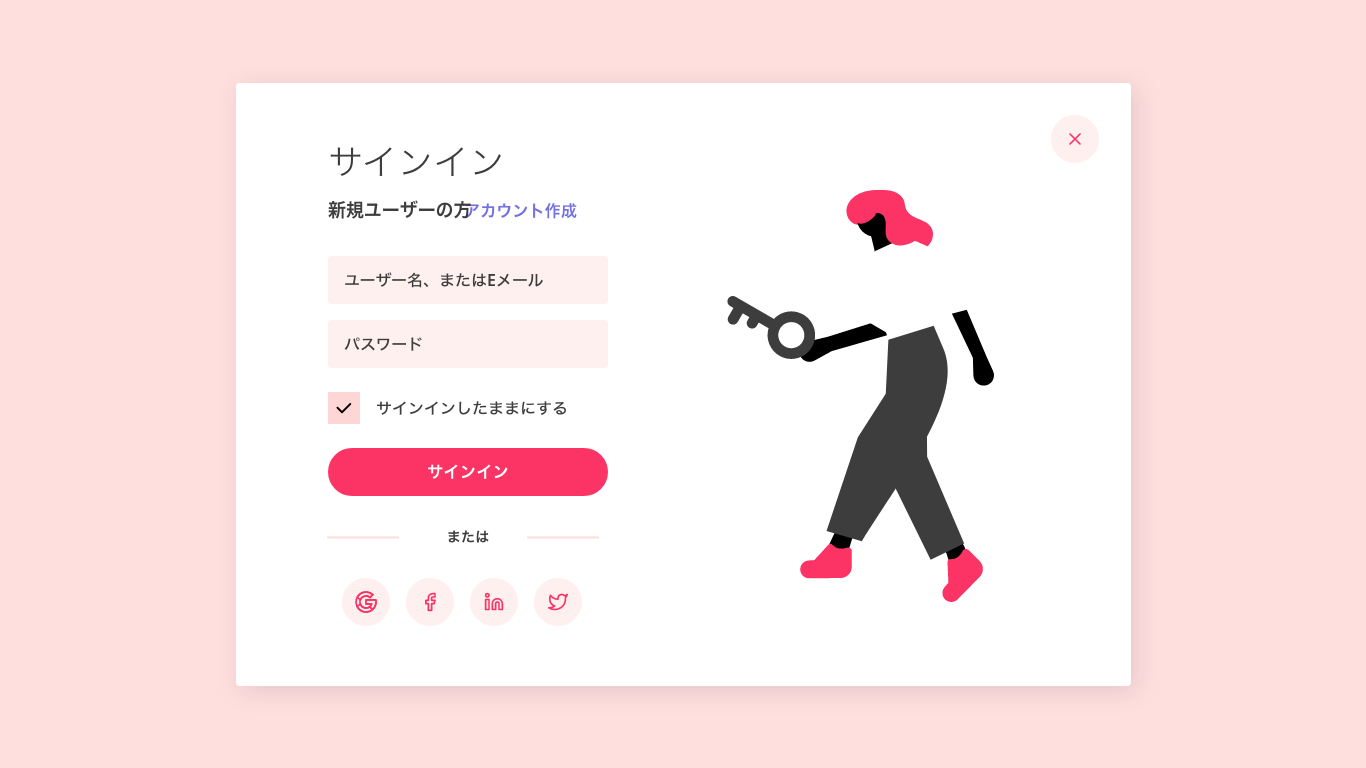 サインイン
新規ユーザーの方 アカウント作成
ユーザー名、またはEメール
パスワード
サインインしたままにする
サインイン
または